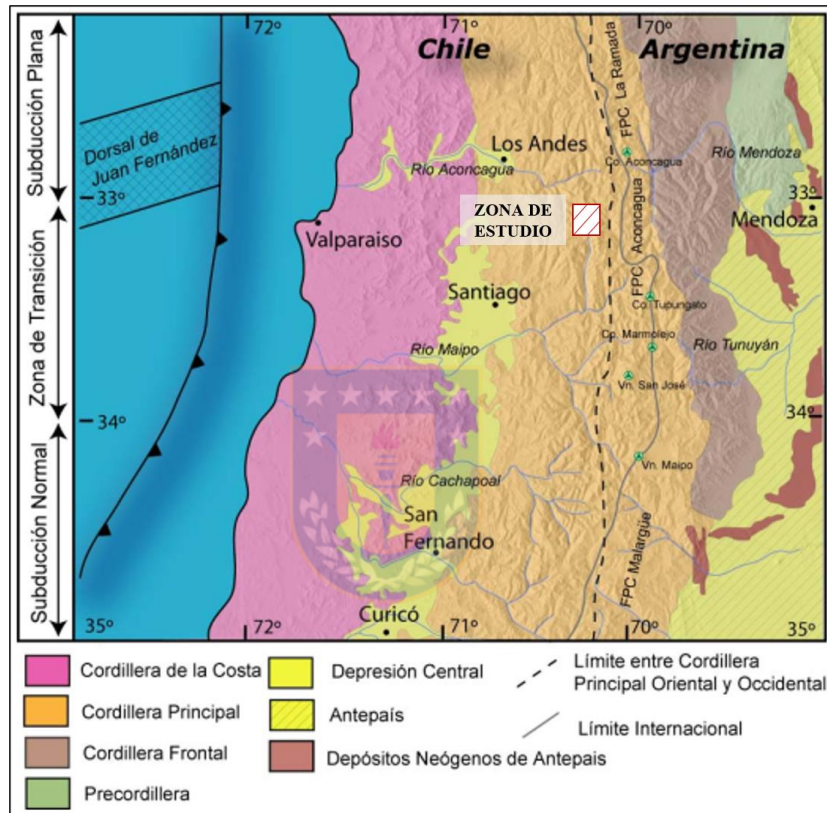 72°
71°
70°
Chile
Argentina
Subducción Plana
Zona de Transición
Subducción Normal
Dorsal de
Juan Fernández
FPC La Ramada
Los Andes
Co. Aconcagua
Río Aconcagua
Río Mendoza
33°
33°
ZONA DE
ESTUDIO
Valparaiso
FPC Aconcagua
Mendoza
Santiago
Co. Tupungato
Co. Marmolejo
Río Maipo
Río Tunuyán
Vn. San José
34°
34°
Vn. Maipo
Río Cachapoal
San
Fernando
FPC Malargüe
Curicó
35°
72°
71°
70°
35°
Cordillera de la Costa
Cordillera Principal
Cordillera Frontal
Precordillera
Depresión Central
Antepaís
Depósitos Neógenos de Antepais
Límite entre Cordillera
Principal Oriental y Occidental
Límite Internacional